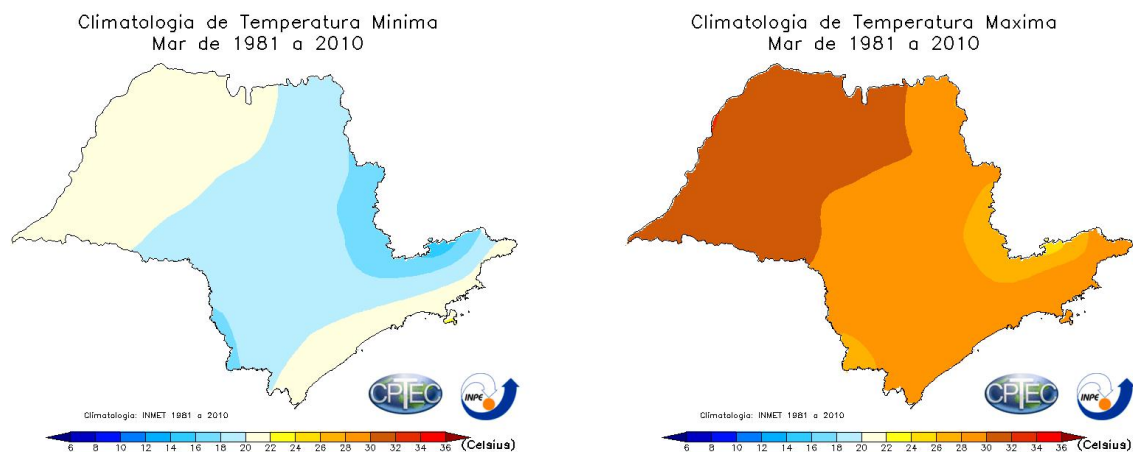 Climatologia de Temperatura Minima
Mar de 1981 a 2010
CPTEC
INPE
Climatologia: INMET 1981 a 2010
6 8 10 12 14 16 18 20 22 24 26 28 30 32 34 36 (Celsius)
Climatologia de Temperatura Maxima
Mar de 1981 a 2010
CPTEC
INPE
Climatologia: INMET 1981 a 2010
6 8 10 12 14 16 18 20 22 24 26 28 30 32 34 36 (Celsius)